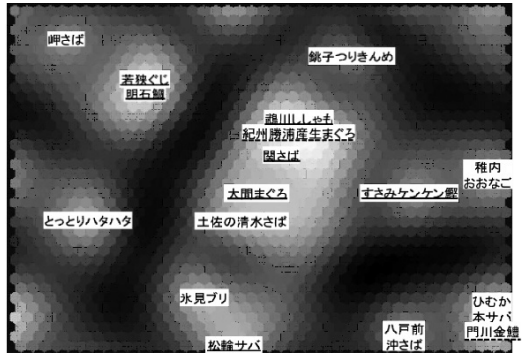 岬さば
銚子つりきんめ
若狭ぐじ
明石鯛
鵡川ししゃも
紀州勝浦産生まぐろ
関さば
稚内
おおなご
大間まぐろ
すさみケンケン鰹
とっとりハタハタ
土佐の清水さば
氷見ブリ
ひむか
本サバ
門川金鱧
八戸前
沖さば
松輪サバ